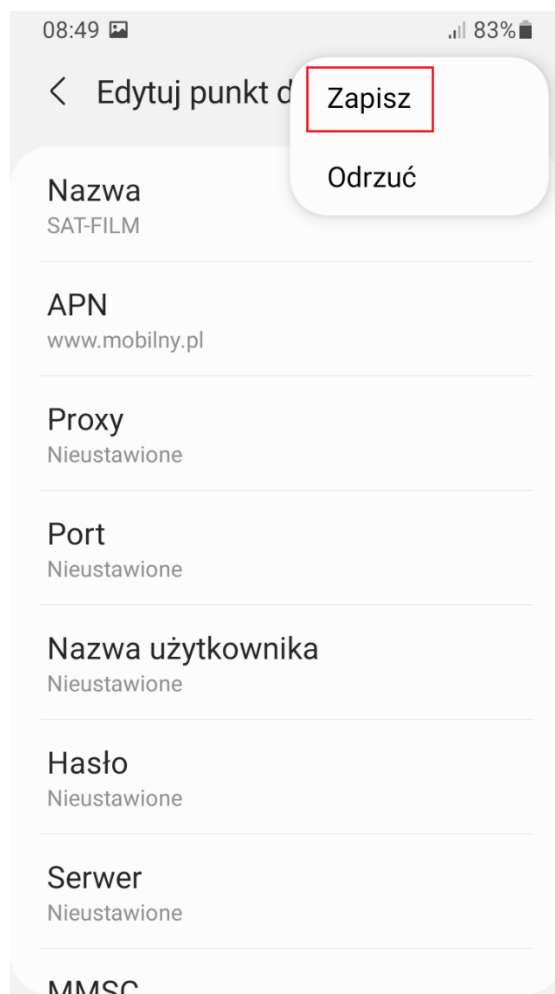 08:49 83%
Edytuj punkt d
Zapisz
Odrzuć
Nazwa
SAT-FILM
APN
www.mobilny.pl
Proxy
Nieustawione
Port
Nieustawione
Nazwa użytkownika
Nieustawione
Hasło
Nieustawione
Serwer
Nieustawione
MMSC